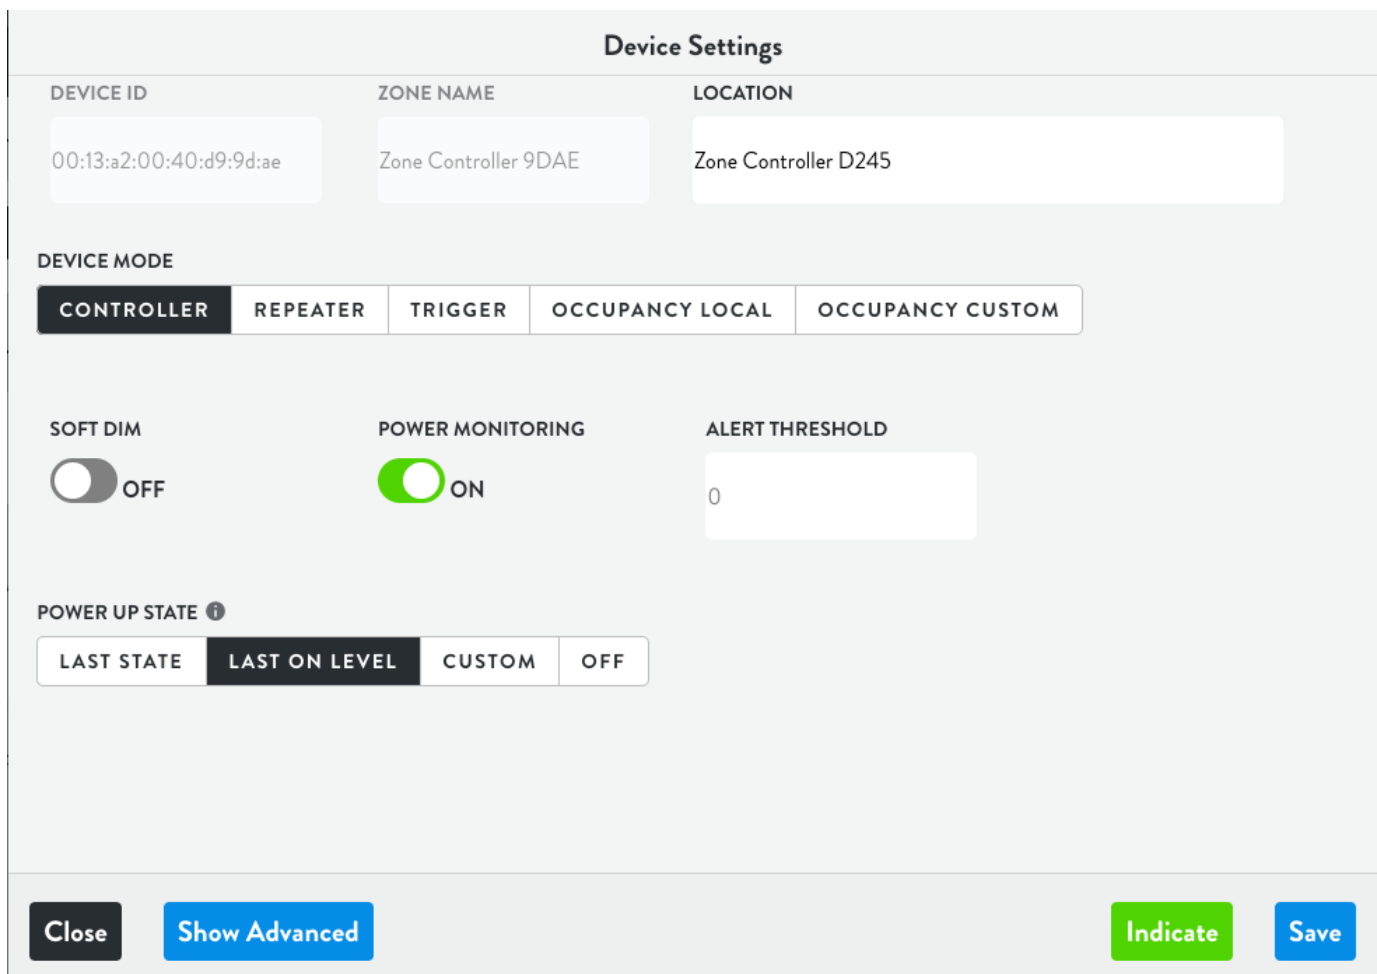 Device Settings
DEVICE ID ZONE NAME LOCATION
00:13:a2:00:40:d9:9d:ae Zone Controller 9DAE Zone Controller D245
DEVICE MODE
CONTROLLER REPEATER TRIGGER OCCUPANCY LOCAL OCCUPANCY CUSTOM
SOFT DIM POWER MONITORING ALERT THRESHOLD
OFF ON 0
POWER UP STATE
LAST STATE LAST ON LEVEL CUSTOM OFF
Close Show Advanced Indicate Save